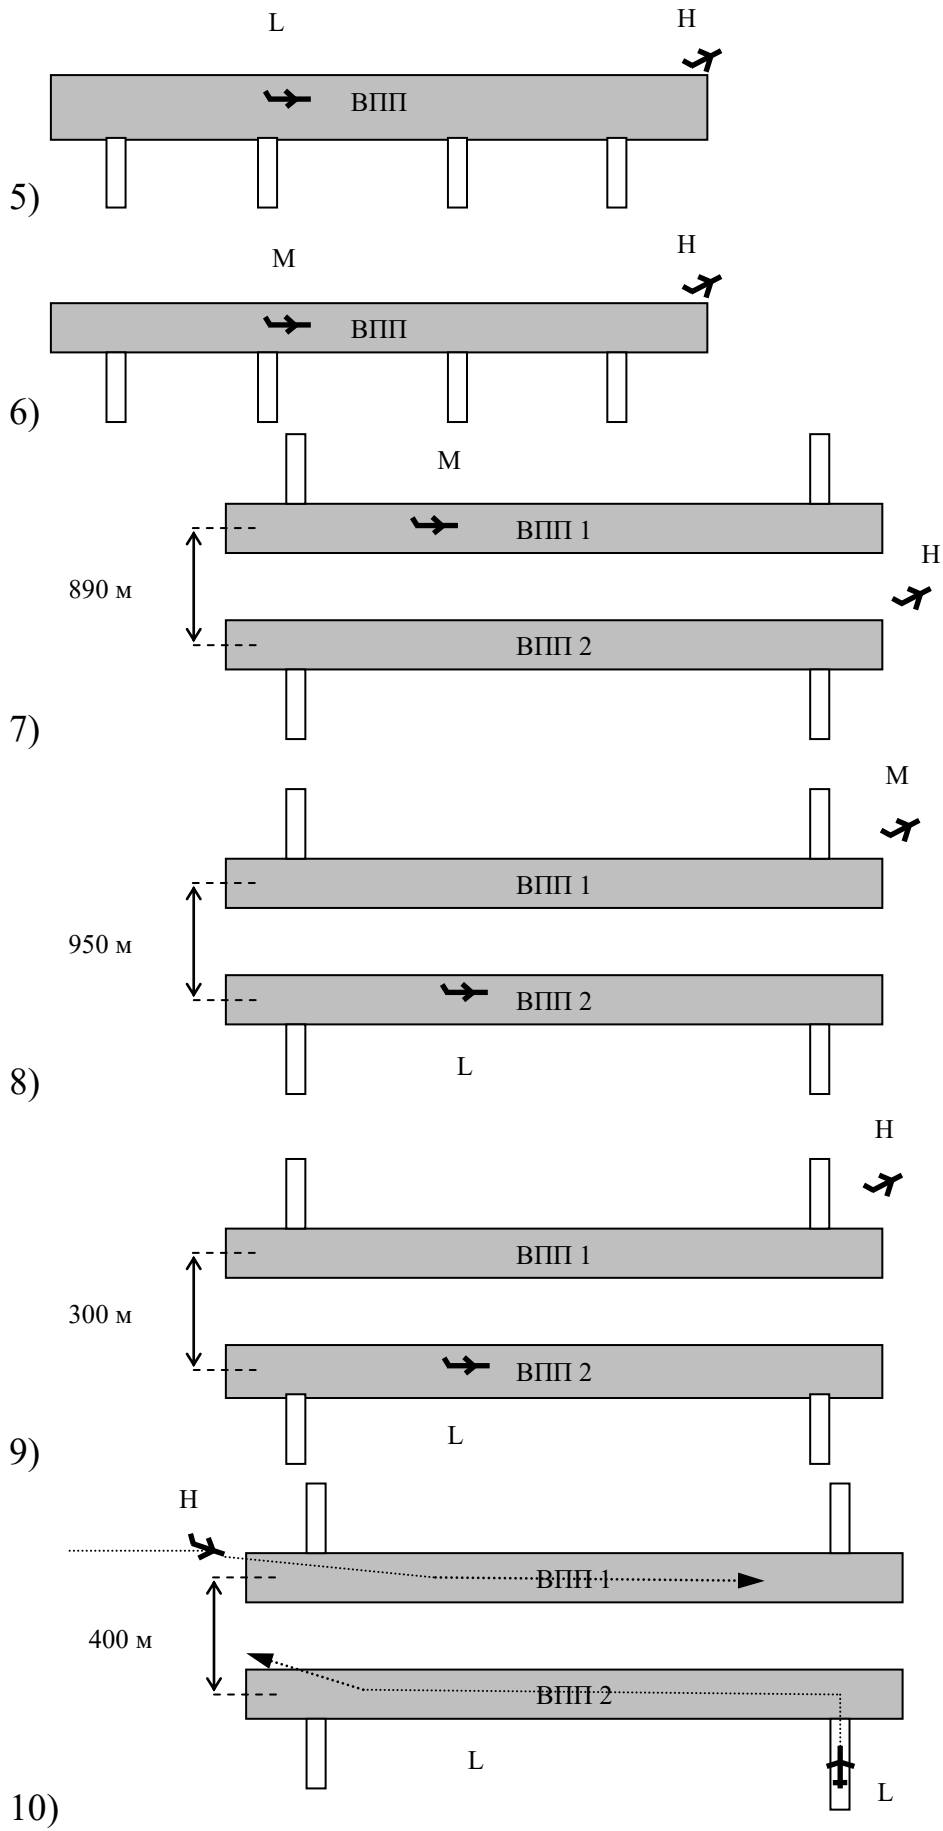 L
H
ВПП
5)
H
M
ВПП
6)
M
ВПП 1
H
890 м
ВПП 2
7)
M
ВПП 1
950 м
ВПП 2
L
8)
H
ВПП 1
300 м
ВПП 2
L
9)
H
ВПП 1
400 м
ВПП 2
L
L
10)